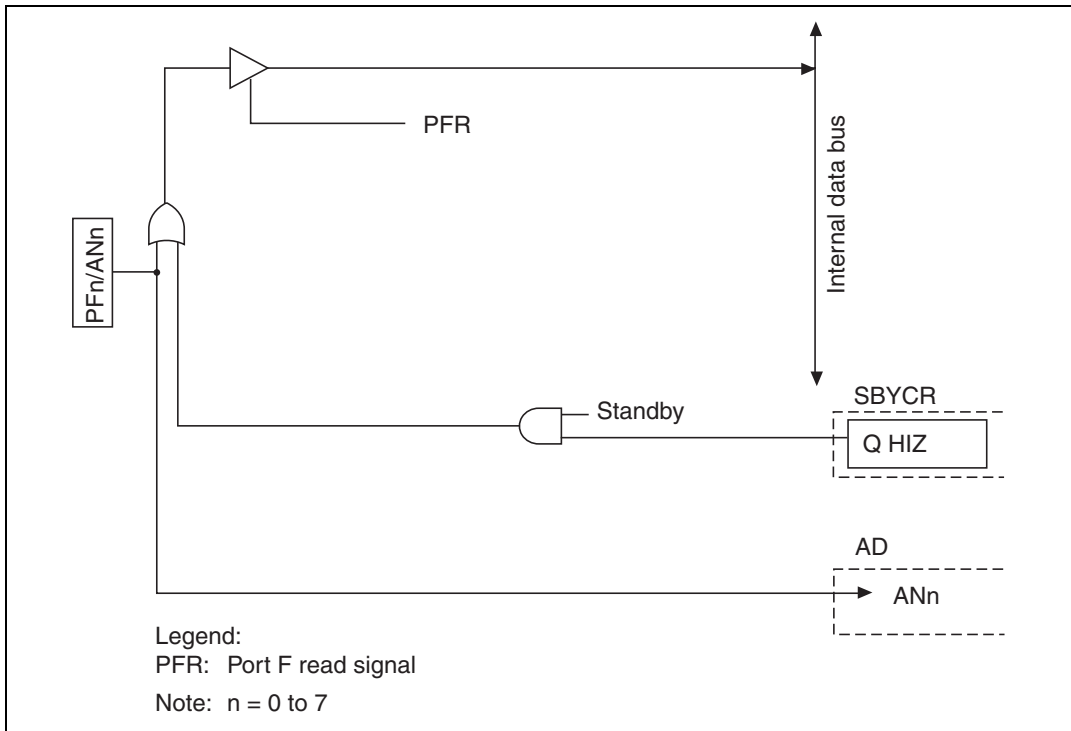 PFR
Internal data bus
PFn/ANn
Standby
SBYCR
Q HIZ
AD
ANn
Legend:
PFR: Port F read signal
Note: n = 0 to 7